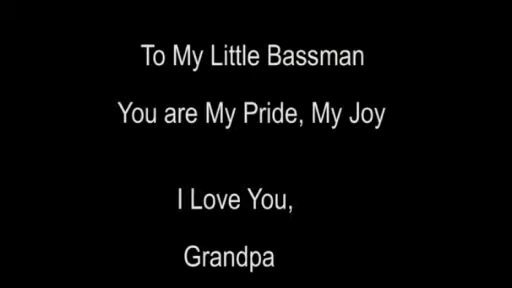 To My Little Bassman
You are My Pride, My Joy
I Love You,
Grandpa